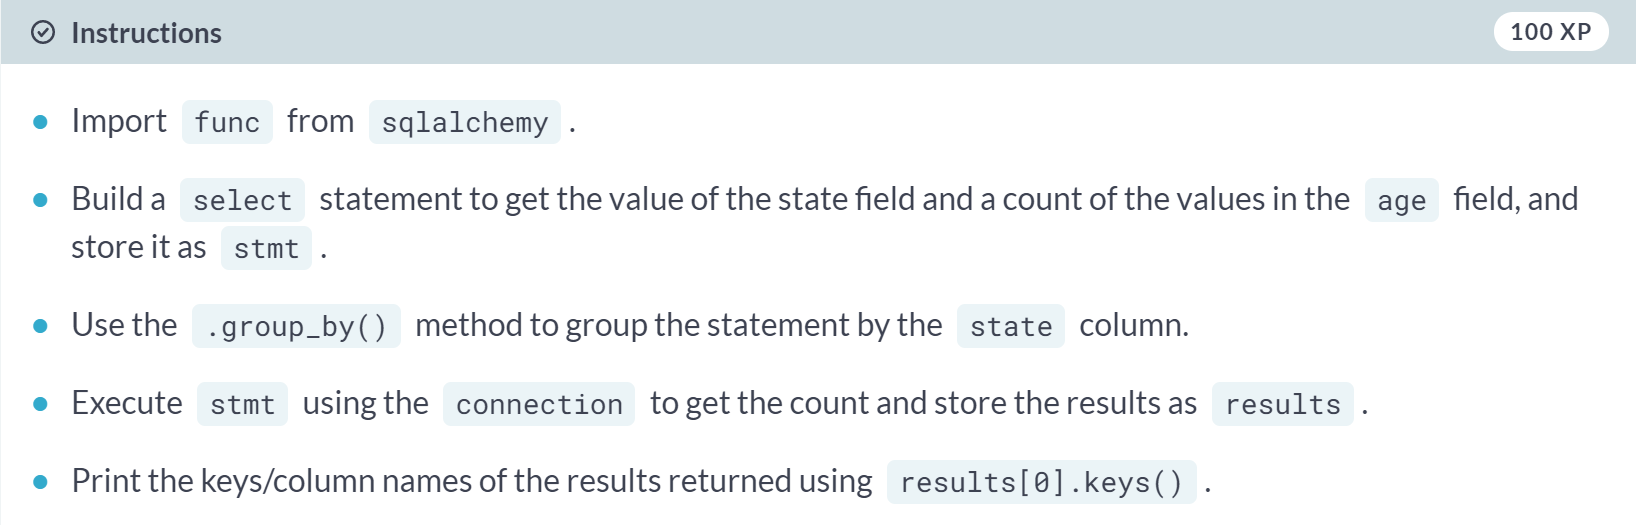 Instructions
100 XP
Import func from sqlalchemy .
Build a select statement to get the value of the state field and a count of the values in the age field, and
store it as stmt .
Use the .group_by() method to group the statement by the state column.
Execute stmt using the connection to get the count and store the results as results .
Print the keys/column names of the results returned using results[0].keys() .